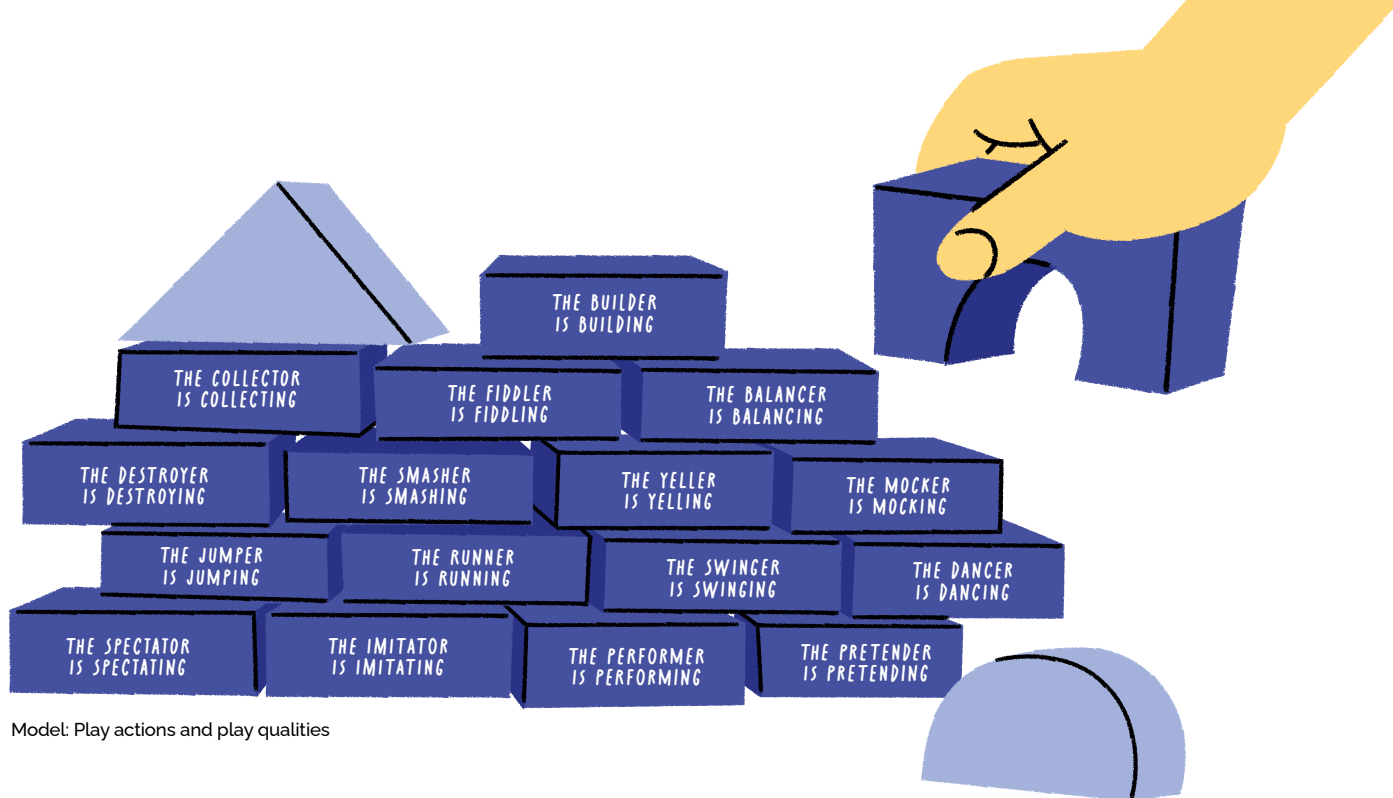 THE BUILDER
IS BUILDING
THE COLLECTOR
IS COLLECTING
THE FIDDLER
IS FIDDLING
THE BALANCER
IS BALANCING
THE DESTROYER
IS DESTROYING
THE SMASHER
IS SMASHING
THE YELLER
IS YELLING
THE MOCKER
IS MOCKING
THE JUMPER
IS JUMPING
THE RUNNER
IS RUNNING
THE SWINGER
IS SWINGING
THE DANCER
IS DANCING
THE SPECTATOR
IS SPECTATING
THE IMITATOR
IS IMITATING
THE PERFORMER
IS PERFORMING
THE PRETENDER
IS PRETENDING
Model: Play actions and play qualities